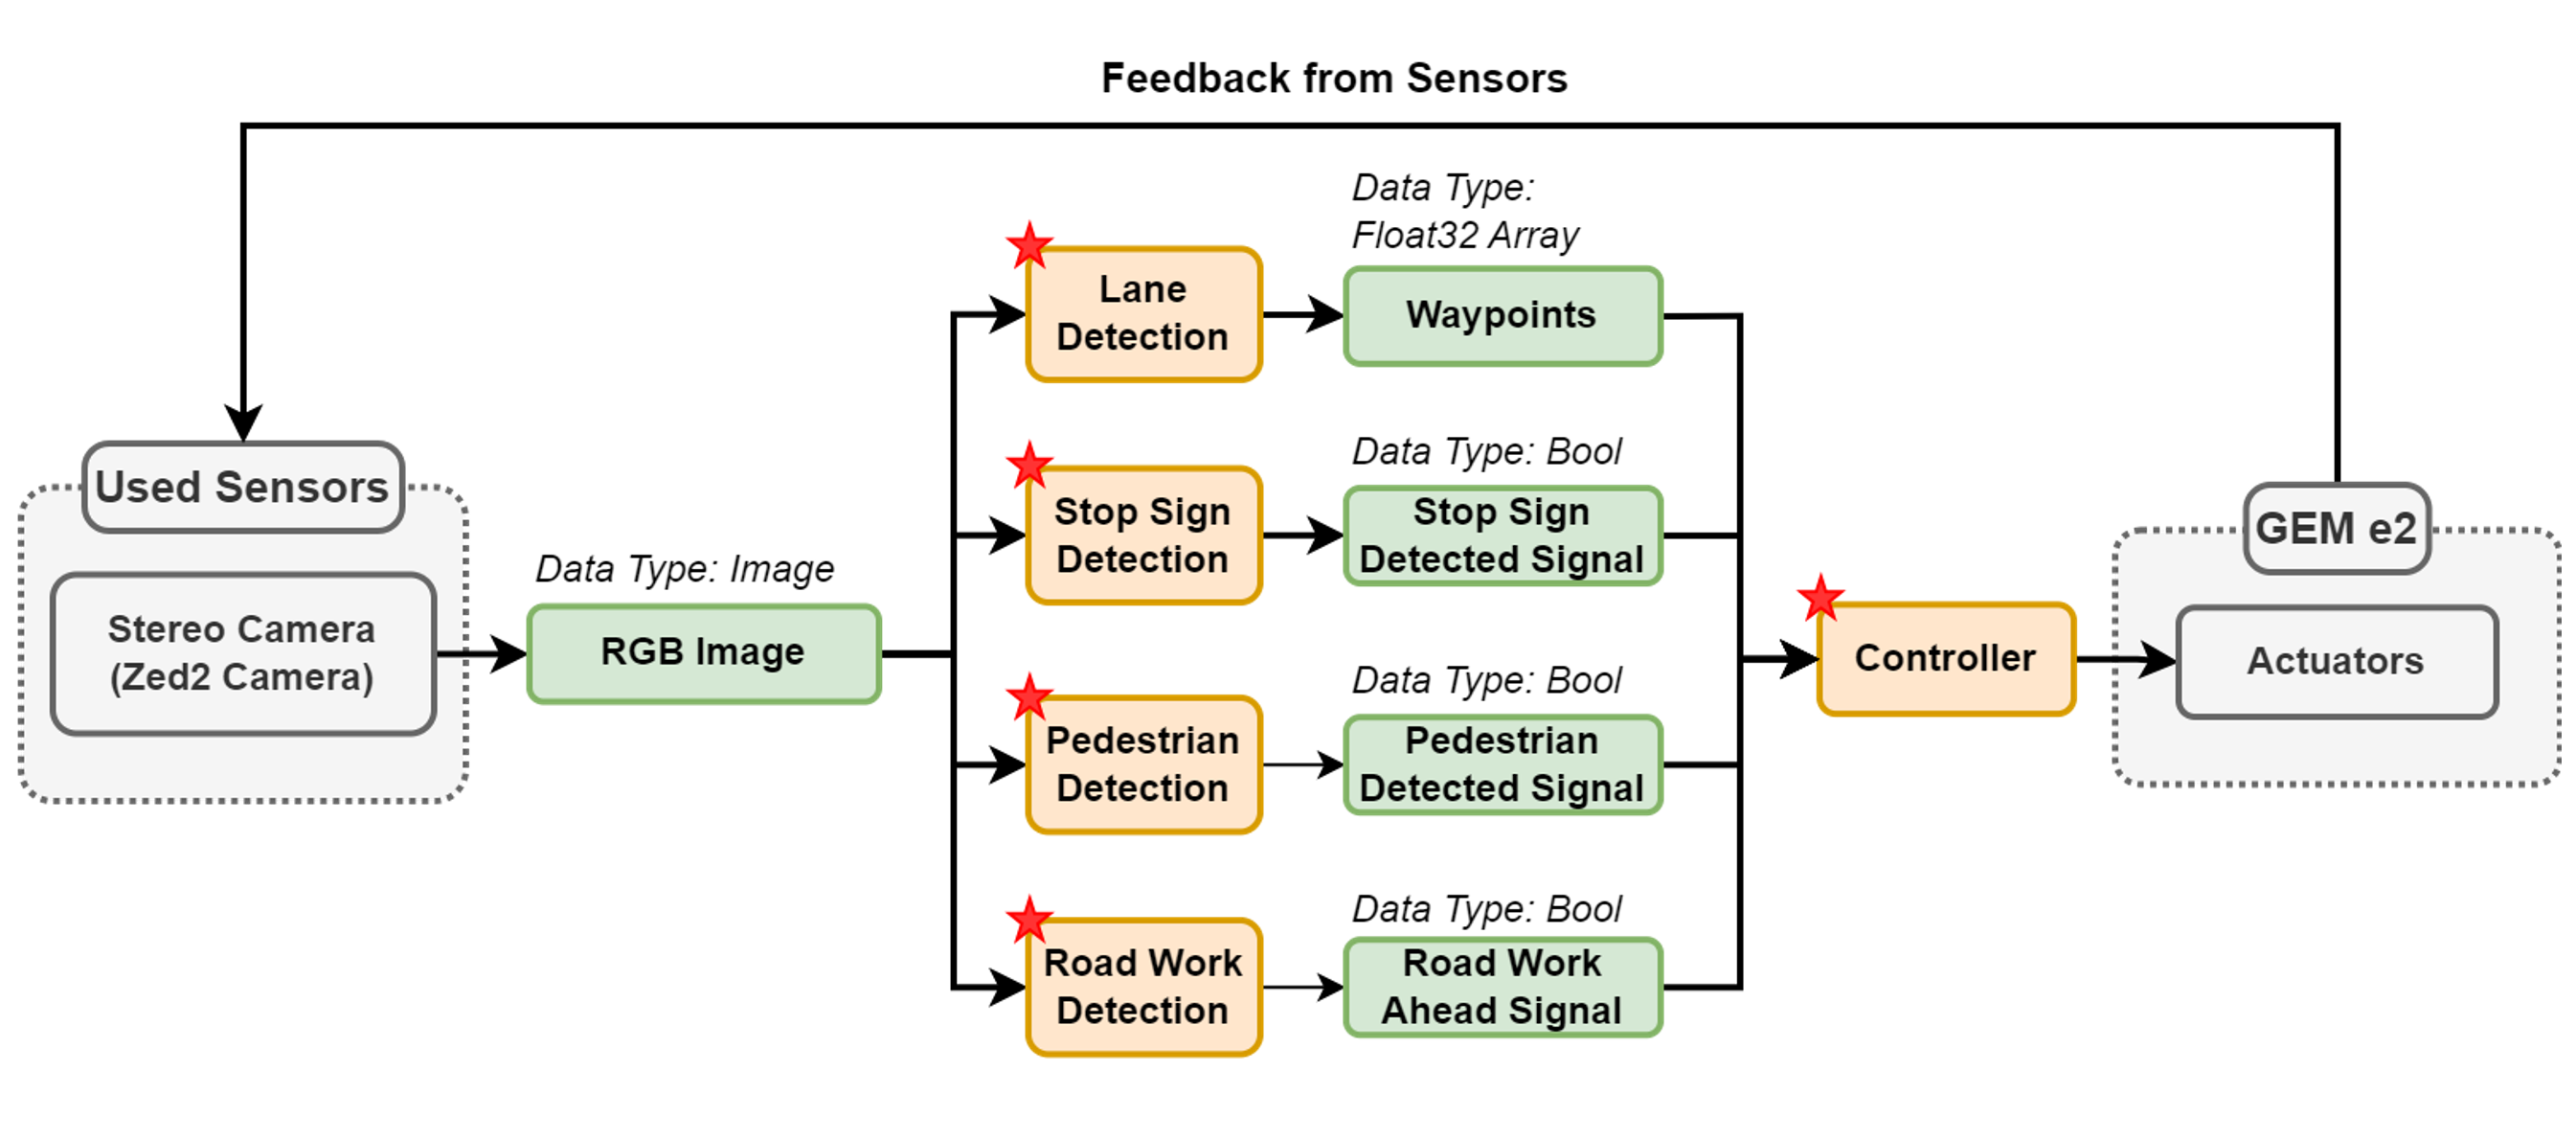 Feedback from Sensors
Used Sensors
Stereo Camera
(Zed2 Camera)
Data Type: Image
RGB Image
Lane
Detection
Data Type:
Float32 Array
Waypoints
Stop Sign
Detection
Data Type: Bool
Stop Sign
Detected Signal
Pedestrian
Detection
Data Type: Bool
Pedestrian
Detected Signal
Road Work
Detection
Data Type: Bool
Road Work
Ahead Signal
Controller
GEM e2
Actuators